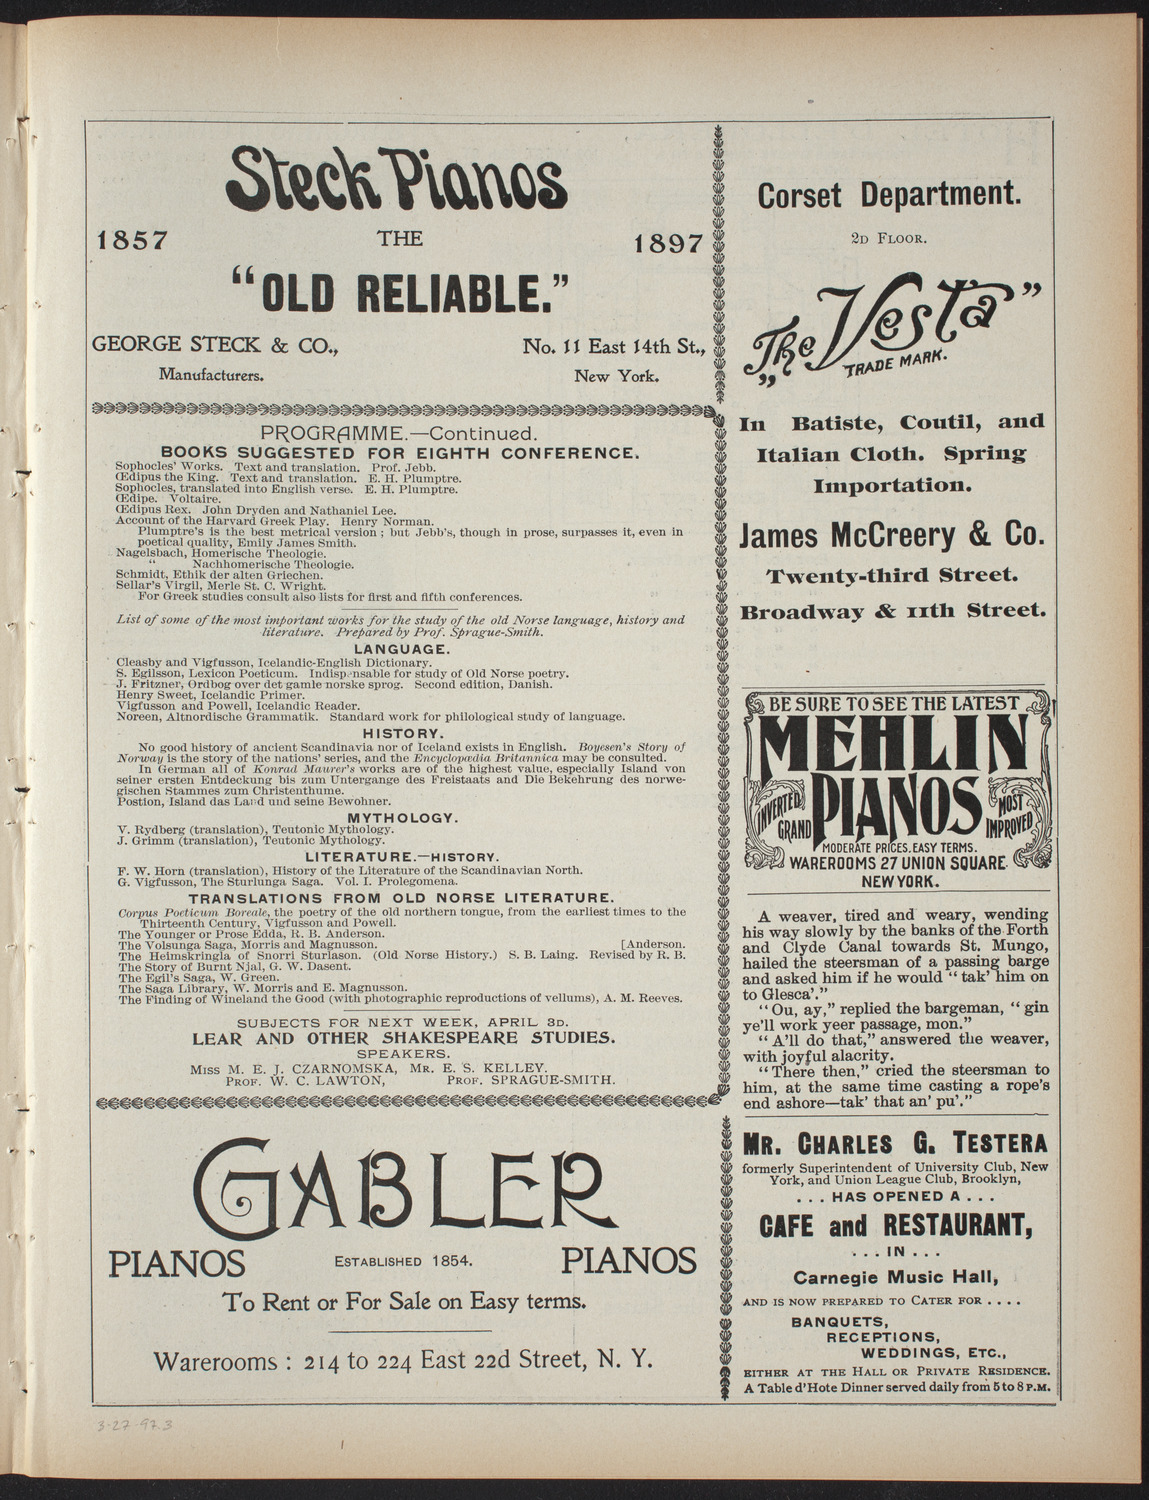 Steck Pianos
1857 THE 1897
“OLD RELIABLE.”
GEORGE STECK & CO., No. 11 East 14th St.,
Manufacturers. New York.
PROGRAMME.—Continued.
BOOKS SUGGESTED FOR EIGHTH CONFERENCE.
Sophocles' Works. Text and translation. Prof. Jebb.
Œdipus the King. Text and translation. E. H. Plumptre.
Sophocles, translated into English verse. E. H. Plumptre.
Œdipe. Voltaire.
Œdipus Rex. John Dryden and Nathaniel Lee.
Account of the Harvard Greek Play. Henry Norman.
Plumptre's is the best metrical version ; but Jebb's, though in prose, surpasses it, even in
poetical quality, Emily James Smith.
Nagelsbach, Homerische Theologie.
“ Nachhomerische Theologie.
Schmidt, Ethik der alten Griechen.
Sellar's Virgil, Merle St. C. Wright.
For Greek studies consult also lists for first and fifth conferences.
List of some of the most important works for the study of the old Norse language, history and
literature. Prepared by Prof. Sprague-Smith.
LANGUAGE.
Cleasby and Vigfusson, Icelandic-English Dictionary.
S. Egilsson, Lexicon Poeticum. Indispensable for study of Old Norse poetry.
J. Fritzner, Ordbog over det gamle norske sprog. Second edition, Danish.
Henry Sweet, Icelandic Primer.
Vigfusson and Powell, Icelandic Reader.
Noreen, Altnordische Grammatik. Standard work for philological study of language.
HISTORY.
No good history of ancient Scandinavia nor of Iceland exists in English. Boyesen's Story of
Norway is the story of the nations' series, and the Encyclopædia Britannica may be consulted.
In German all of Konrad Maurer's works are of the highest value, especially Island von
seiner ersten Entdeckung bis zum Untergange des Freistaats and Die Bekehrung des norwe-
gischen Stammes zum Christenthume.
Postion, Island das Land und seine Bewohner.
MYTHOLOGY.
V. Rydberg (translation), Teutonic Mythology.
J. Grimm (translation), Teutonic Mythology.
LITERATURE.—HISTORY.
F. W. Horn (translation), History of the Literature of the Scandinavian North.
G. Vigfusson, The Sturlunga Saga. Vol. I. Prolegomena.
TRANSLATIONS FROM OLD NORSE LITERATURE.
Corpus Poeticum Boreale, the poetry of the old northern tongue, from the earliest times to the
Thirteenth Century, Vigfusson and Powell.
The Younger or Prose Edda, R. B. Anderson.
The Volsunga Saga, Morris and Magnusson. [Anderson.
The Heimskringla of Snorri Sturlason. (Old Norse History.) S. B. Laing. Revised by R. B.
The Story of Burnt Njal, G. W. Dasent.
The Egil's Saga, W. Green.
The Saga Library, W. Morris and E. Magnusson.
The Finding of Wineland the Good (with photographic reproductions of vellums), A. M. Reeves.
SUBJECTS FOR NEXT WEEK, APRIL 3D.
LEAR AND OTHER SHAKESPEARE STUDIES.
SPEAKERS.
MISS M. E. J. CZARNOMSKA, MR. E. S. KELLEY.
PROF. W. C. LAWTON, PROF. SPRAGUE-SMITH.
GABLER
PIANOS ESTABLISHED 1854. PIANOS
To Rent or For Sale on Easy terms.
Warerooms : 214 to 224 East 22d Street, N. Y.
Corset Department.
2D FLOOR.
„The Vesta”
TRADE MARK.
In Batiste, Coutil, and
Italian Cloth. Spring
Importation.
James McCreery & Co.
Twenty-third Street.
Broadway & 11th Street.
BE SURE TO SEE THE LATEST
MEHLIN
INVERTED GRAND PIANOS MOST IMPROVED
MODERATE PRICES. EASY TERMS.
WAREROOMS 27 UNION SQUARE
NEW YORK.
A weaver, tired and weary, wending
his way slowly by the banks of the Forth
and Clyde Canal towards St. Mungo,
hailed the steersman of a passing barge
and asked him if he would “tak' him on
to Glesca'.”
“Ou, ay,” replied the bargeman, “gin
ye'll work yeer passage, mon.”
“A'll do that,” answered the weaver,
with joyful alacrity.
“There then,” cried the steersman to
him, at the same time casting a rope's
end ashore—tak' that an' pu'.”
MR. CHARLES G. TESTERA
formerly Superintendent of University Club, New
York, and Union League Club, Brooklyn,
. . . HAS OPENED A . . .
CAFE and RESTAURANT,
. . . IN . . .
Carnegie Music Hall,
AND IS NOW PREPARED TO CATER FOR . . . .
BANQUETS,
RECEPTIONS,
WEDDINGS, ETC.,
EITHER AT THE HALL OR PRIVATE RESIDENCE.
A Table d'Hote Dinner served daily from 5 to 8 P.M.
3-27-97.3